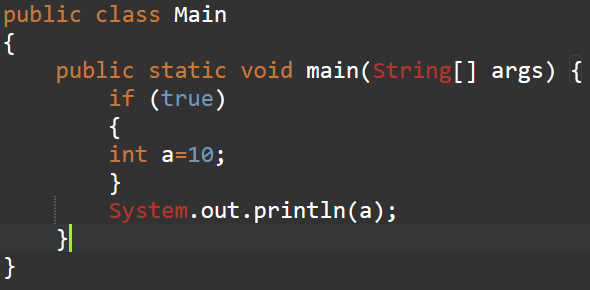 public class Main
{
    public static void main(String[] args) {
        if (true)
        {
        int a=10;
        }
        System.out.println(a);
    }
}